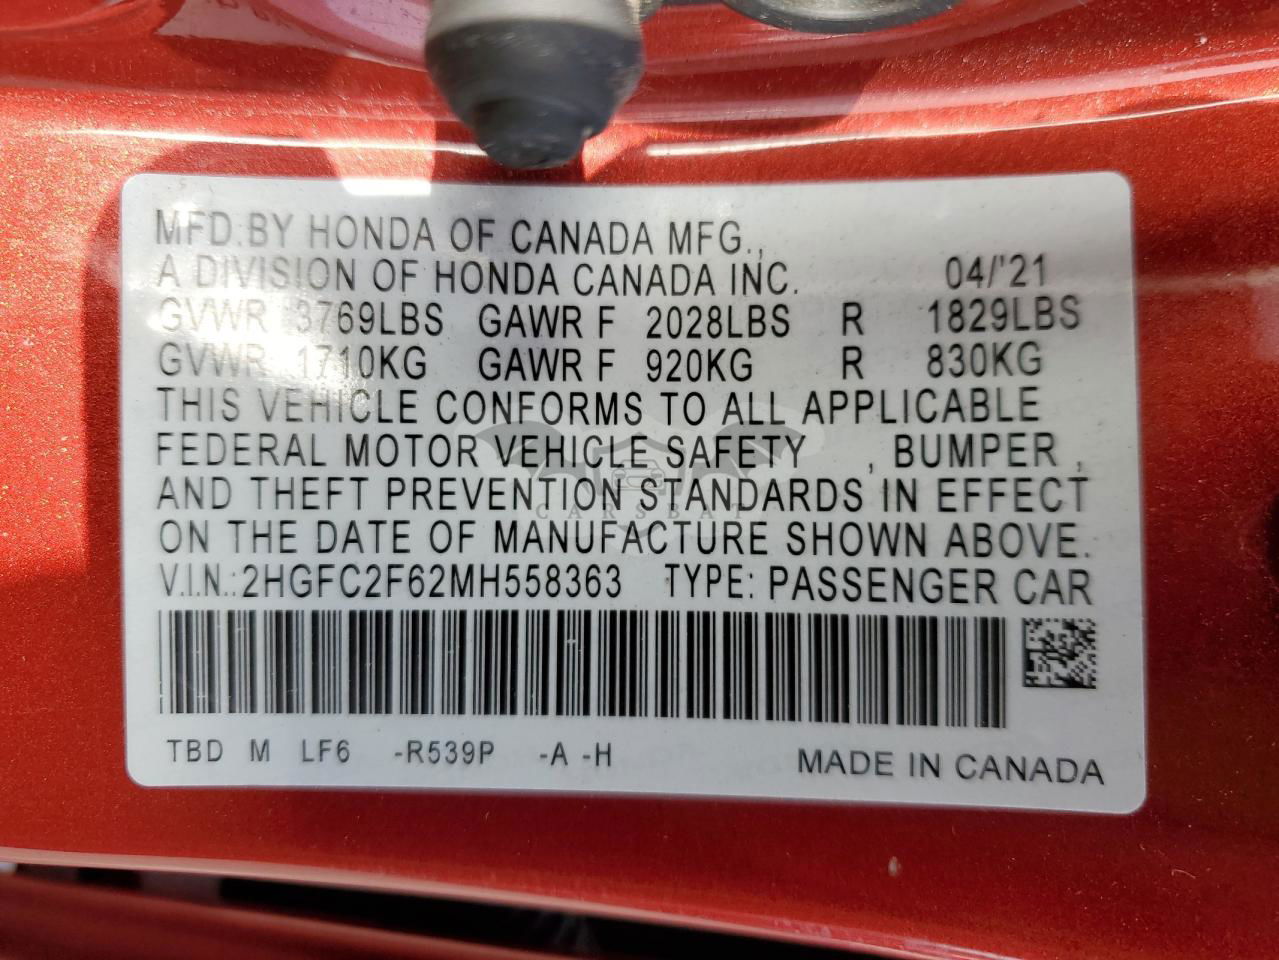 MFD.BY HONDA OF CANADA MFG.,
A DIVISION OF HONDA CANADA INC. 04/'21
GVWR 3769LBS GAWR F 2028LBS R 1829LBS
GVWR 1710KG GAWR F 920KG R 830KG
THIS VEHICLE CONFORMS TO ALL APPLICABLE
FEDERAL MOTOR VEHICLE SAFETY , BUMPER ,
AND THEFT PREVENTION STANDARDS IN EFFECT
CARSBAT
ON THE DATE OF MANUFACTURE SHOWN ABOVE.
V.I.N.:2HGFC2F62MH558363 TYPE: PASSENGER CAR
TBD M LF6 -R539P -A -H MADE IN CANADA